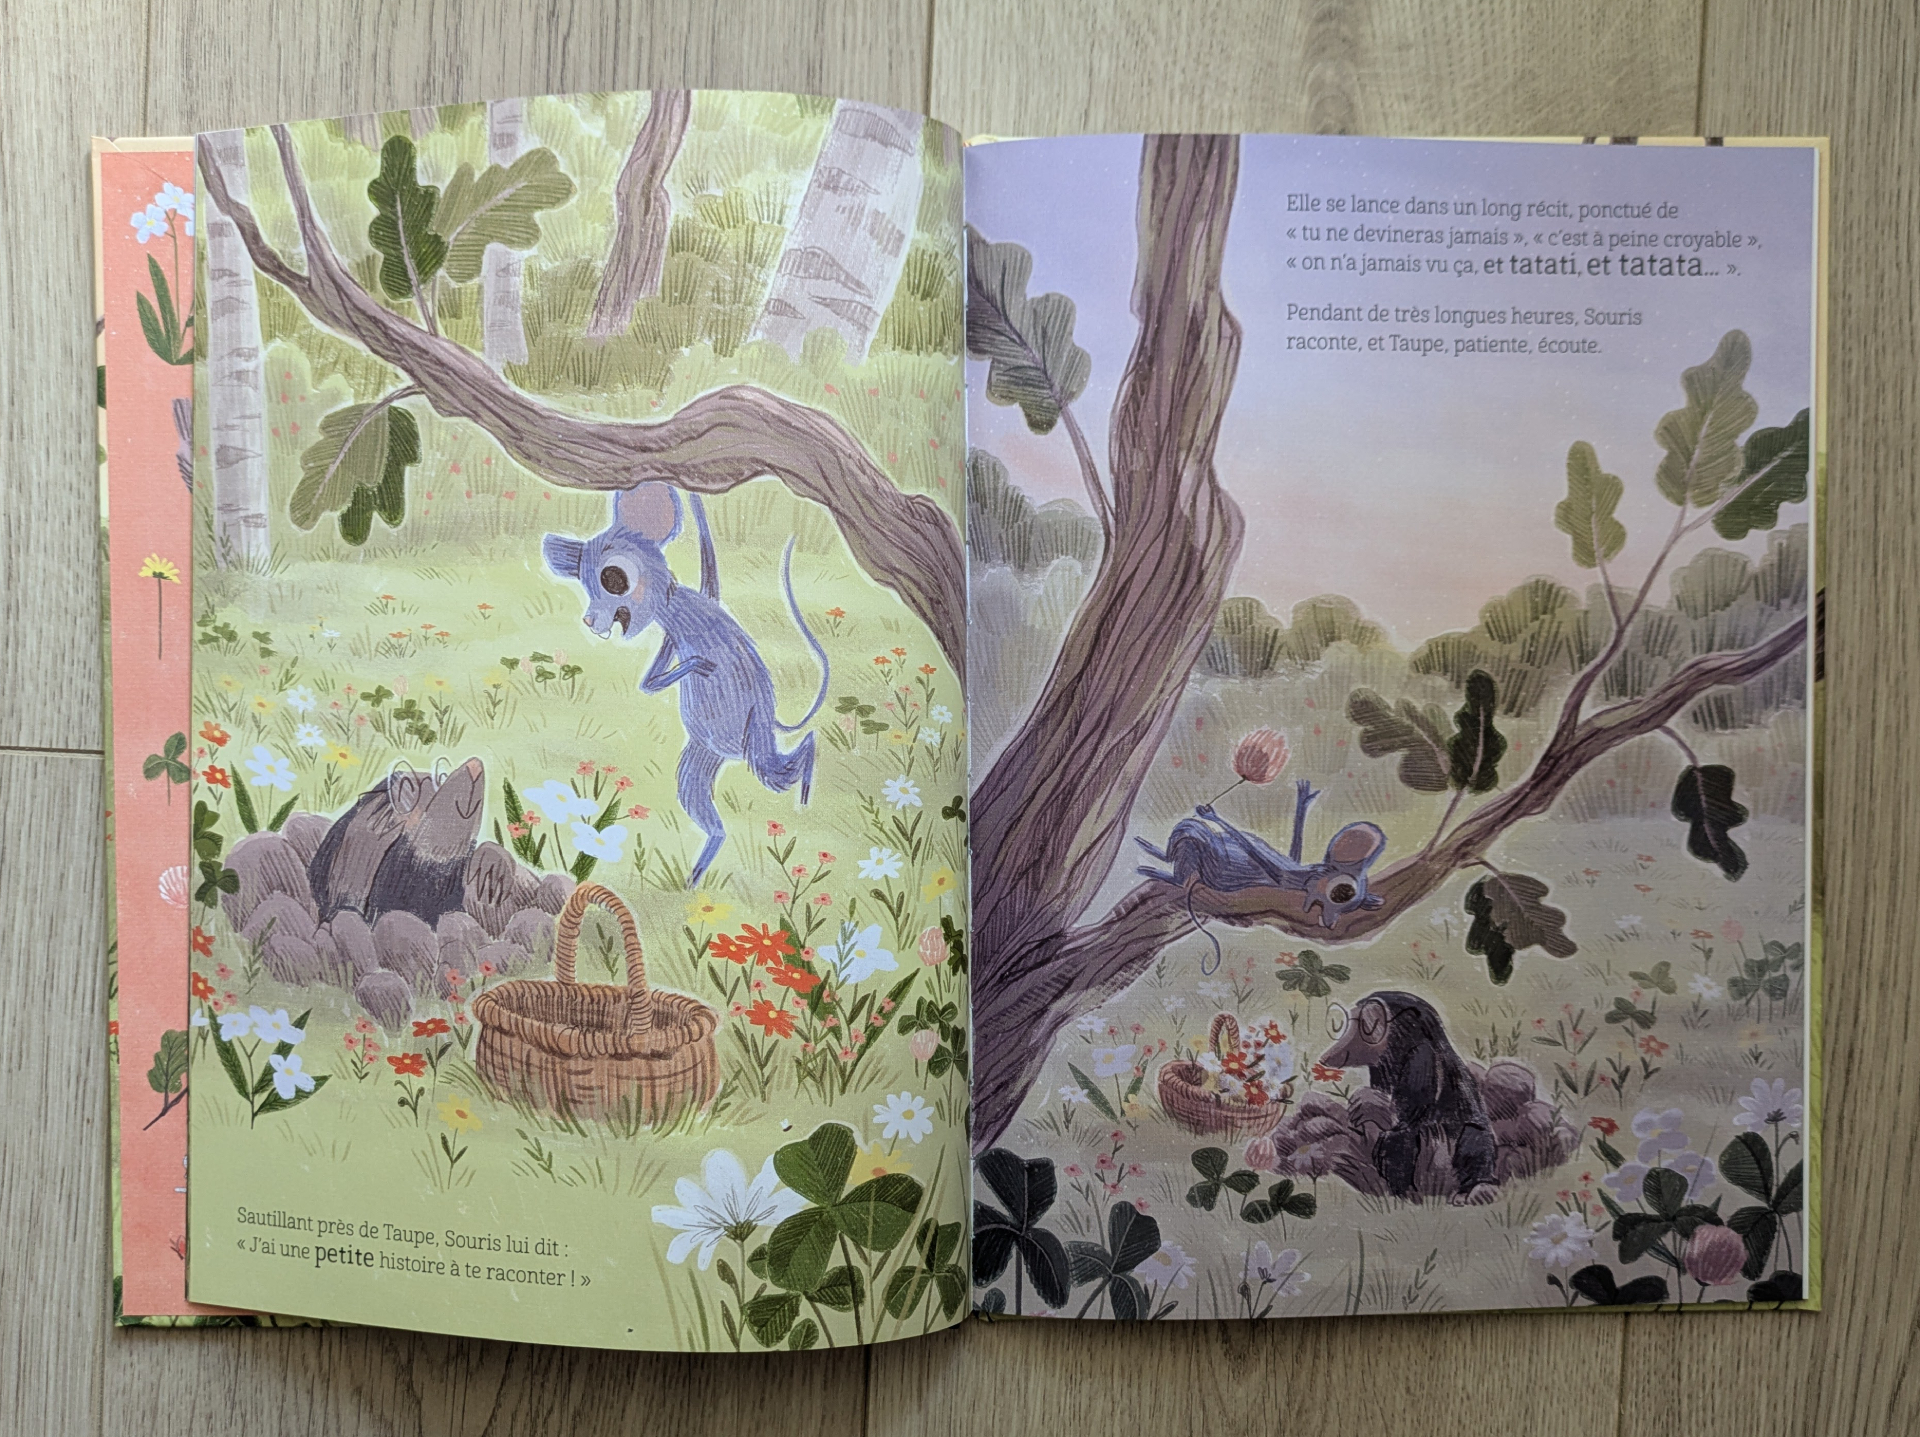 Sautillant près de Taupe, Souris lui dit :
« J'ai une petite histoire à te raconter ! »
Elle se lance dans un long récit, ponctué de
« tu ne devineras jamais », « c'est à peine croyable »,
« on n'a jamais vu ça, et tatati, et tatata... ».
Pendant de très longues heures, Souris
raconte, et Taupe, patiente, écoute.